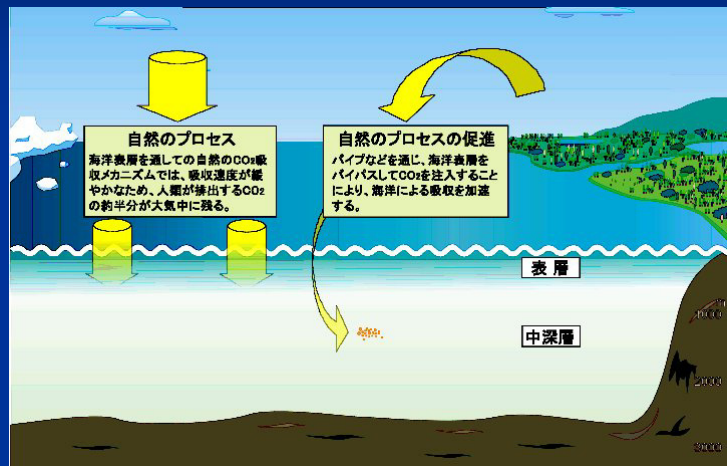 自然のプロセス
海洋表層を通しての自然のCO₂吸
収メカニズムでは、吸収速度が緩
やかなため、人類が排出するCO₂
の約半分が大気中に残る。
自然のプロセスの促進
パイプなどを通じ、海洋表層を
バイパスしてCO₂を注入すること
により、海洋による吸収を加速
する。
表層
中深層
2000